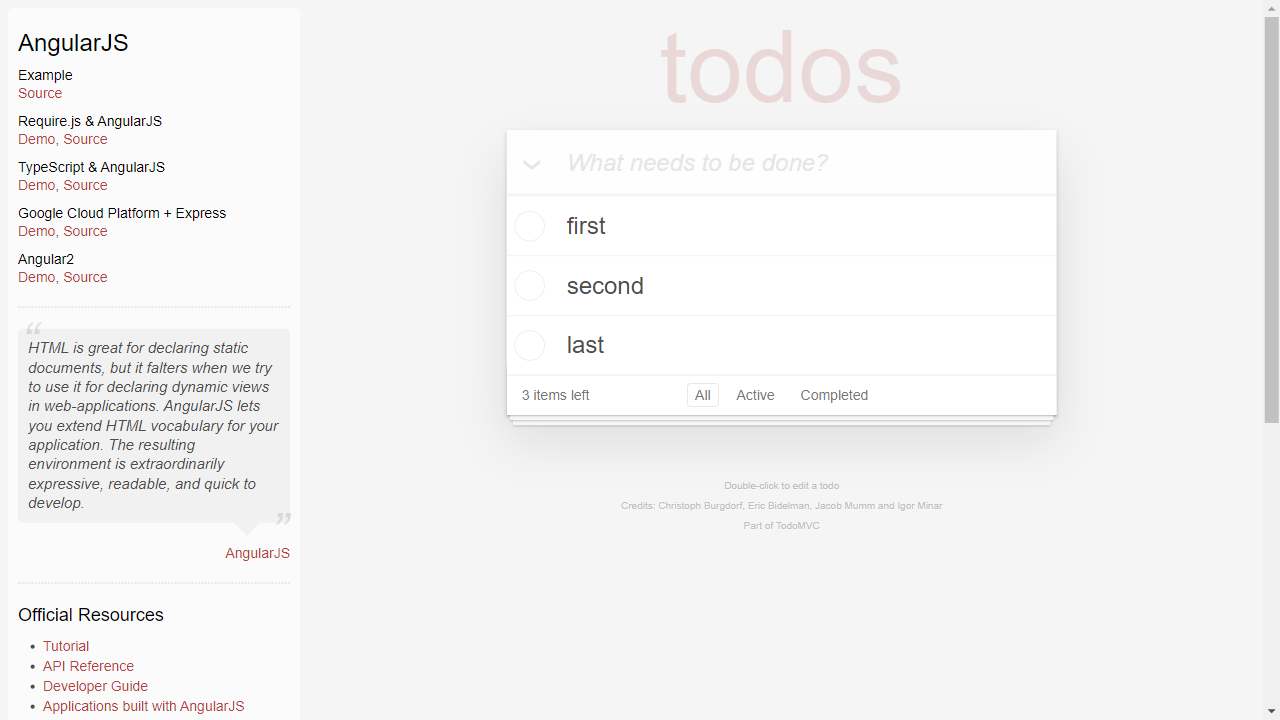 AngularJS
Example
Source
Require.js & AngularJS
Demo, Source
TypeScript & AngularJS
Demo, Source
Google Cloud Platform + Express
Demo, Source
Angular2
Demo, Source
“
HTML is great for declaring static
documents, but it falters when we try
to use it for declaring dynamic views
in web-applications. AngularJS lets
you extend HTML vocabulary for your
application. The resulting
environment is extraordinarily
expressive, readable, and quick to
develop.
”
AngularJS
Official Resources
• Tutorial
• API Reference
• Developer Guide
• Applications built with AngularJS
todos
What needs to be done?
first
second
last
3 items left All Active Completed
Double-click to edit a todo
Credits: Christoph Burgdorf, Eric Bidelman, Jacob Mumm and Igor Minar
Part of TodoMVC